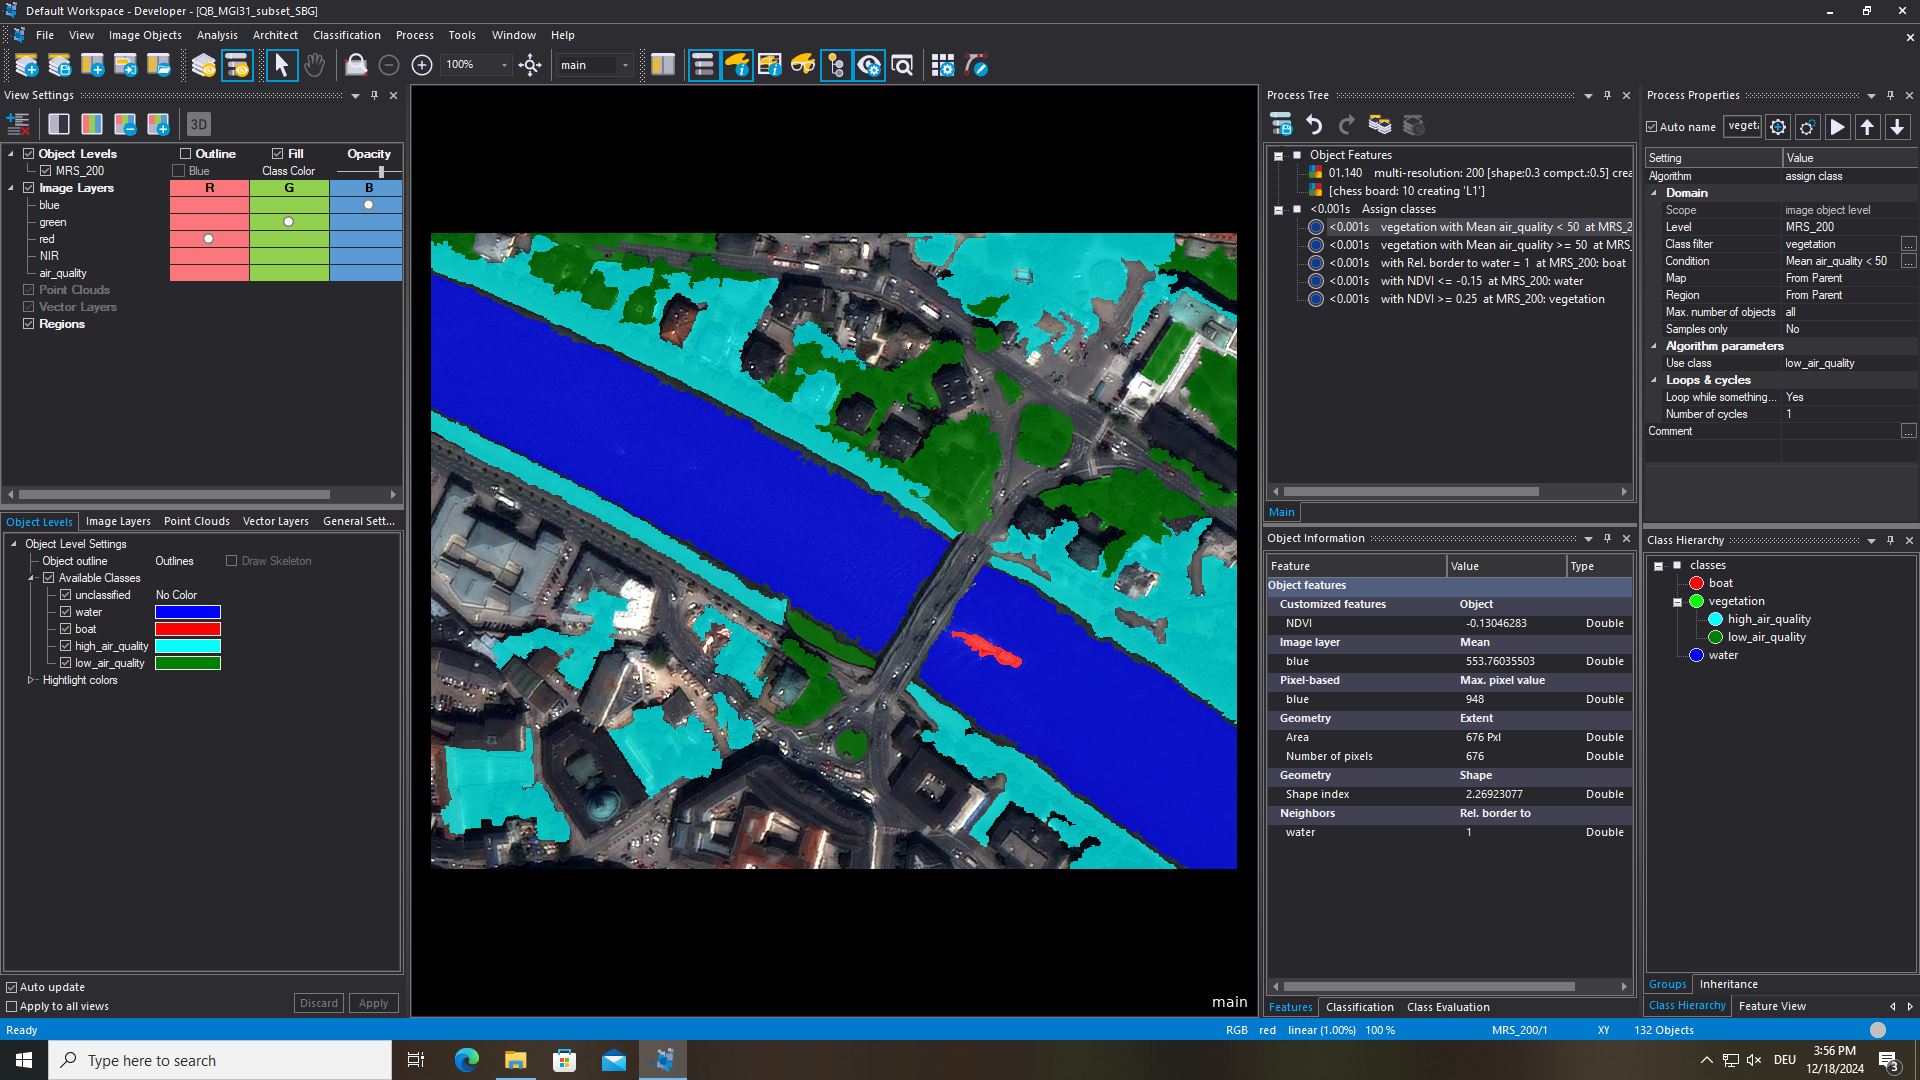 Default Workspace - Developer - [QB_MGI31_subset_SBG]
File View Image Objects Analysis Architect Classification Process Tools Window Help
100% main
View Settings
3D
Object Levels Outline Fill Opacity
MRS_200 Blue Class Color
Image Layers R G B
blue
green
red
NIR
air_quality
Point Clouds
Vector Layers
Regions
Object Levels Image Layers Point Clouds Vector Layers General Sett...
Object Level Settings
Object outline Outlines Draw Skeleton
Available Classes
unclassified No Color
water
boat
high_air_quality
low_air_quality
Hightlight colors
Auto update
Apply to all views Discard Apply
main
Process Tree
Object Features
01.140 multi-resolution: 200 [shape:0.3 compct.:0.5] crea
[chess board: 10 creating 'L1']
<0.001s Assign classes
<0.001s vegetation with Mean air_quality < 50 at MRS_2
<0.001s vegetation with Mean air_quality >= 50 at MRS_
<0.001s with Rel. border to water = 1 at MRS_200: boat
<0.001s with NDVI <= -0.15 at MRS_200: water
<0.001s with NDVI >= 0.25 at MRS_200: vegetation
Main
Object Information
Feature Value Type
Object features
Customized features Object
NDVI -0.13046283 Double
Image layer Mean
blue 553.76035503 Double
Pixel-based Max. pixel value
blue 948 Double
Geometry Extent
Area 676 Pxl Double
Number of pixels 676 Double
Geometry Shape
Shape index 2.26923077 Double
Neighbors Rel. border to
water 1 Double
Features Classification Class Evaluation
Process Properties
Auto name veget
Setting Value
Algorithm assign class
Domain
Scope image object level
Level MRS_200
Class filter vegetation ...
Condition Mean air_quality < 50 ...
Map From Parent
Region From Parent
Max. number of objects all
Samples only No
Algorithm parameters
Use class low_air_quality
Loops & cycles
Loop while something... Yes
Number of cycles 1
Comment ...
Class Hierarchy
classes
boat
vegetation
high_air_quality
low_air_quality
water
Groups Inheritance
Class Hierarchy Feature View
Ready RGB red linear (1.00%) 100 % MRS_200/1 XY 132 Objects
Type here to search DEU 3:56 PM
12/18/2024 3